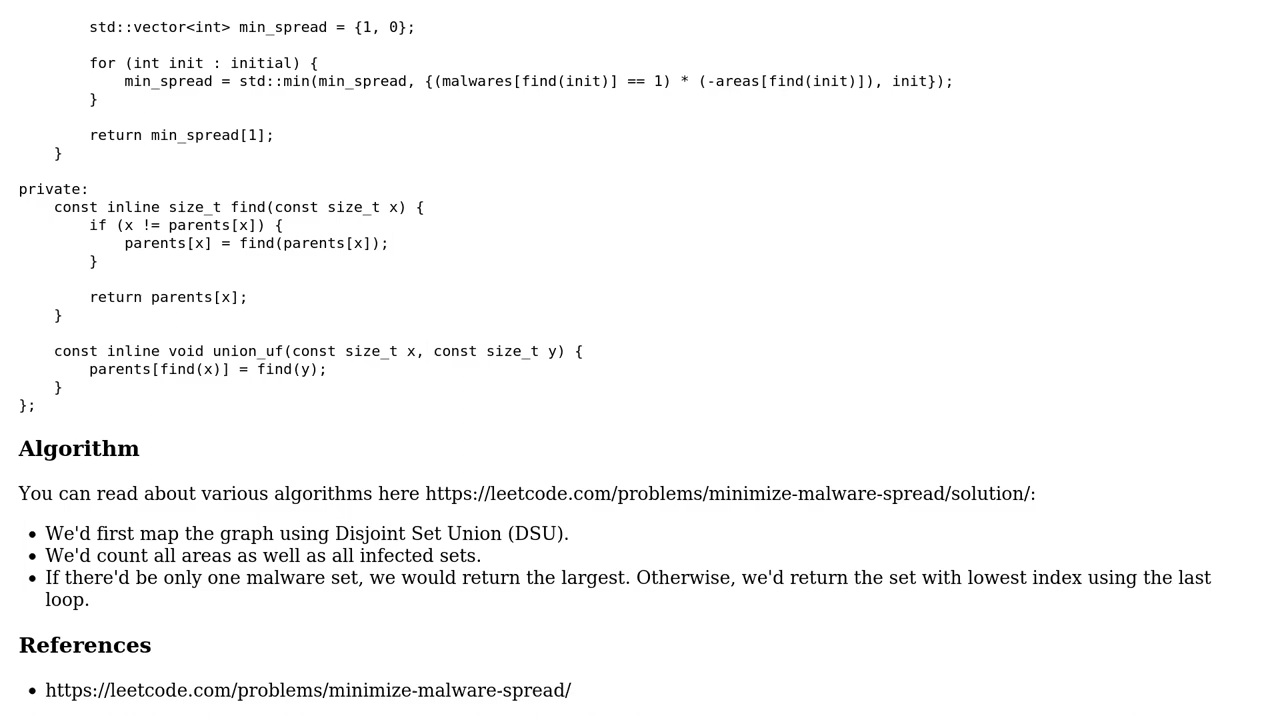 std::vector<int> min_spread = {1, 0};

        for (int init : initial) {
            min_spread = std::min(min_spread, {(malwares[find(init)] == 1) * (-areas[find(init)]), init});
        }

        return min_spread[1];
    }

private:
    const inline size_t find(const size_t x) {
        if (x != parents[x]) {
            parents[x] = find(parents[x]);
        }

        return parents[x];
    }

    const inline void union_uf(const size_t x, const size_t y) {
        parents[find(x)] = find(y);
    }
};
Algorithm
You can read about various algorithms here https://leetcode.com/problems/minimize-malware-spread/solution/:
• We'd first map the graph using Disjoint Set Union (DSU).
• We'd count all areas as well as all infected sets.
• If there'd be only one malware set, we would return the largest. Otherwise, we'd return the set with lowest index using the last
loop.
References
• https://leetcode.com/problems/minimize-malware-spread/